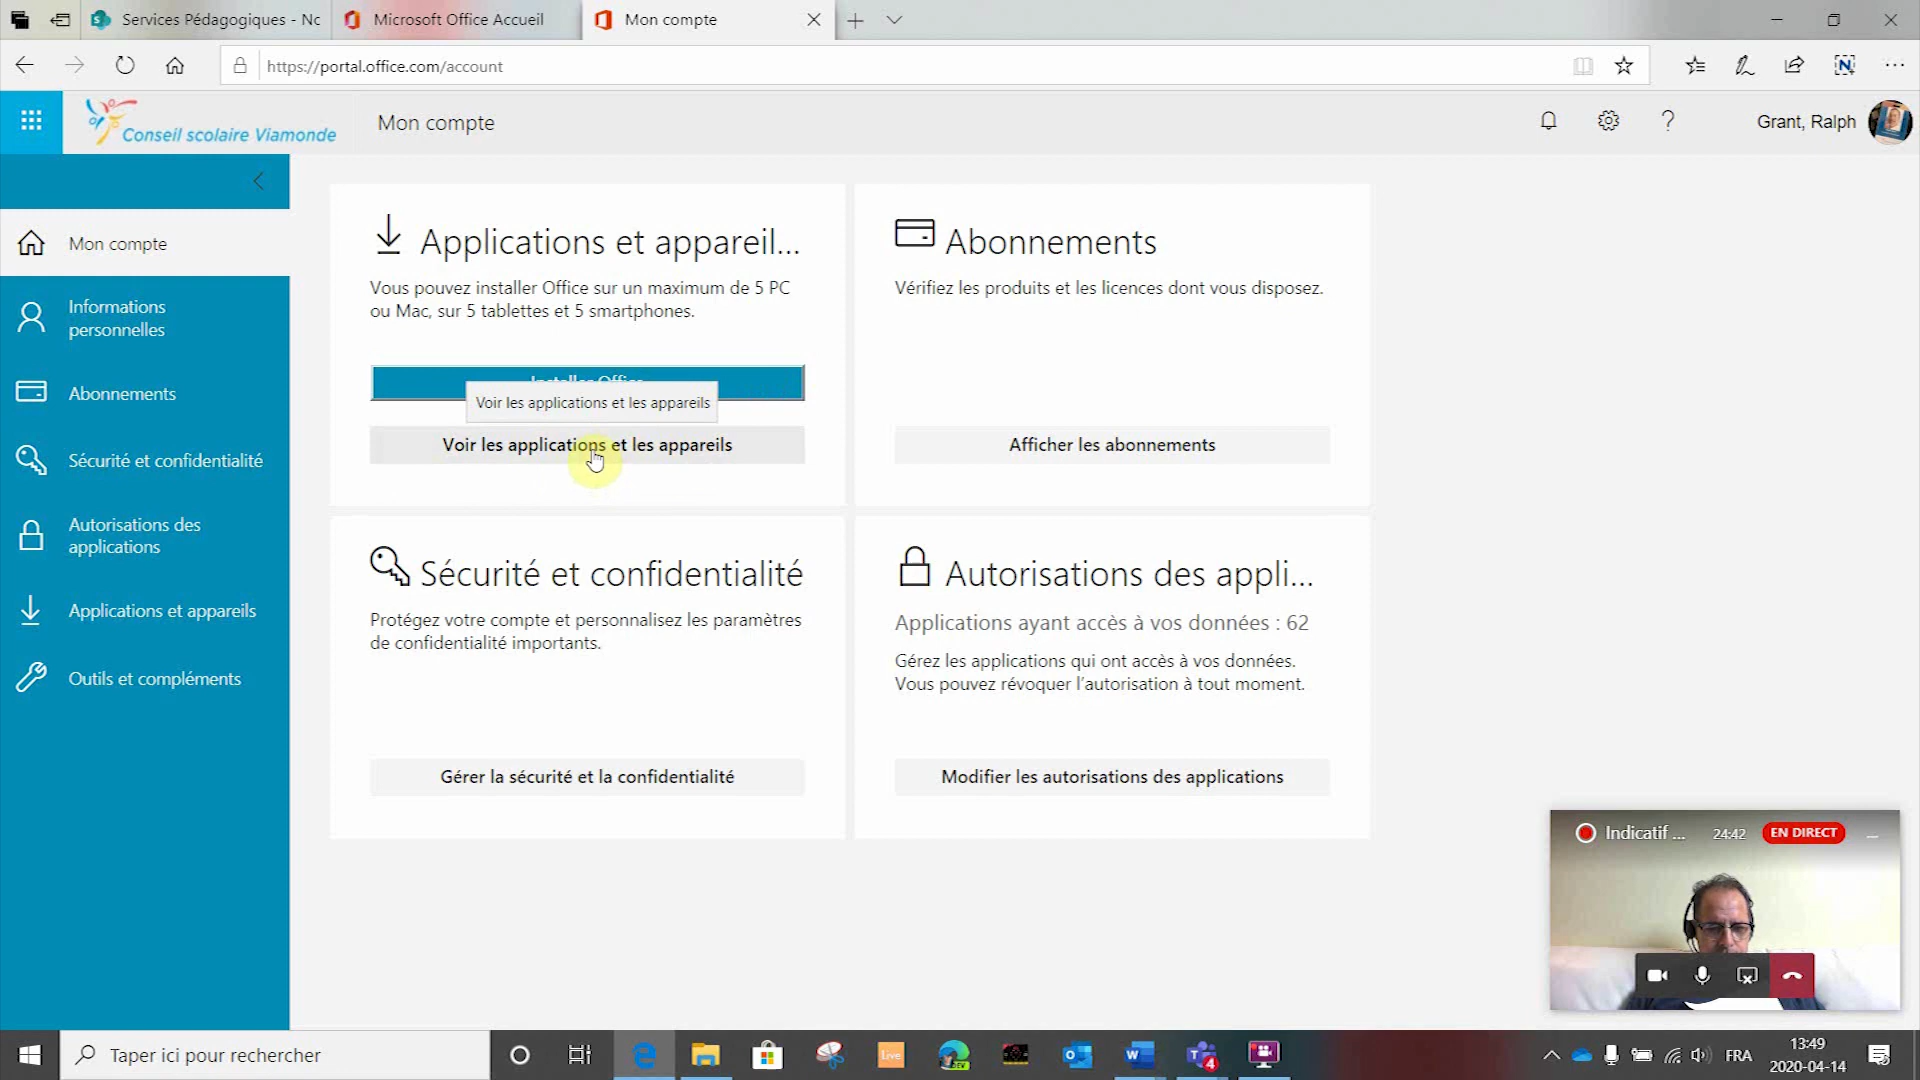 Services Pédagogiques - Nc
Microsoft Office Accueil
Mon compte
https://portal.office.com/account
Conseil scolaire Viamonde
Mon compte
Grant, Ralph
Mon compte
Informations
personnelles
Abonnements
Sécurité et confidentialité
Autorisations des
applications
Applications et appareils
Outils et compléments
Applications et appareil...
Vous pouvez installer Office sur un maximum de 5 PC
ou Mac, sur 5 tablettes et 5 smartphones.
Installer Office
Voir les applications et les appareils
Voir les applications et les appareils
Abonnements
Vérifiez les produits et les licences dont vous disposez.
Afficher les abonnements
Sécurité et confidentialité
Protégez votre compte et personnalisez les paramètres
de confidentialité importants.
Gérer la sécurité et la confidentialité
Autorisations des appli...
Applications ayant accès à vos données : 62
Gérez les applications qui ont accès à vos données.
Vous pouvez révoquer l'autorisation à tout moment.
Modifier les autorisations des applications
Indicatif ...
24:42
EN DIRECT
Taper ici pour rechercher
Live
DEV
4
FRA
13:49
2020-04-14